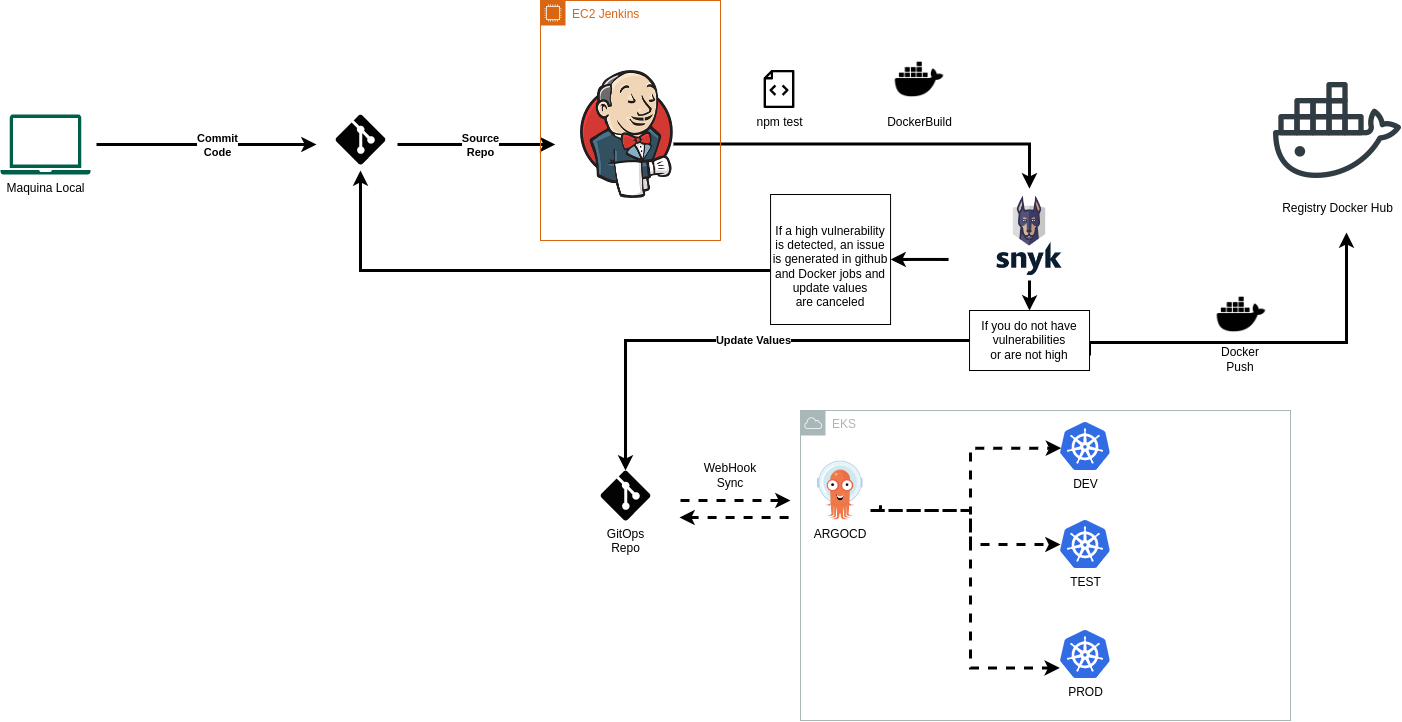 EC2 Jenkins
Commit
Code
Source
Repo
npm test
DockerBuild
Maquina Local
Registry Docker Hub
snyk
If a high vulnerability
is detected, an issue
is generated in github
and Docker jobs and
update values
are canceled
If you do not have
vulnerabilities
or are not high
Update Values
Docker
Push
EKS
WebHook
Sync
GitOps
Repo
ARGOCD
DEV
TEST
PROD